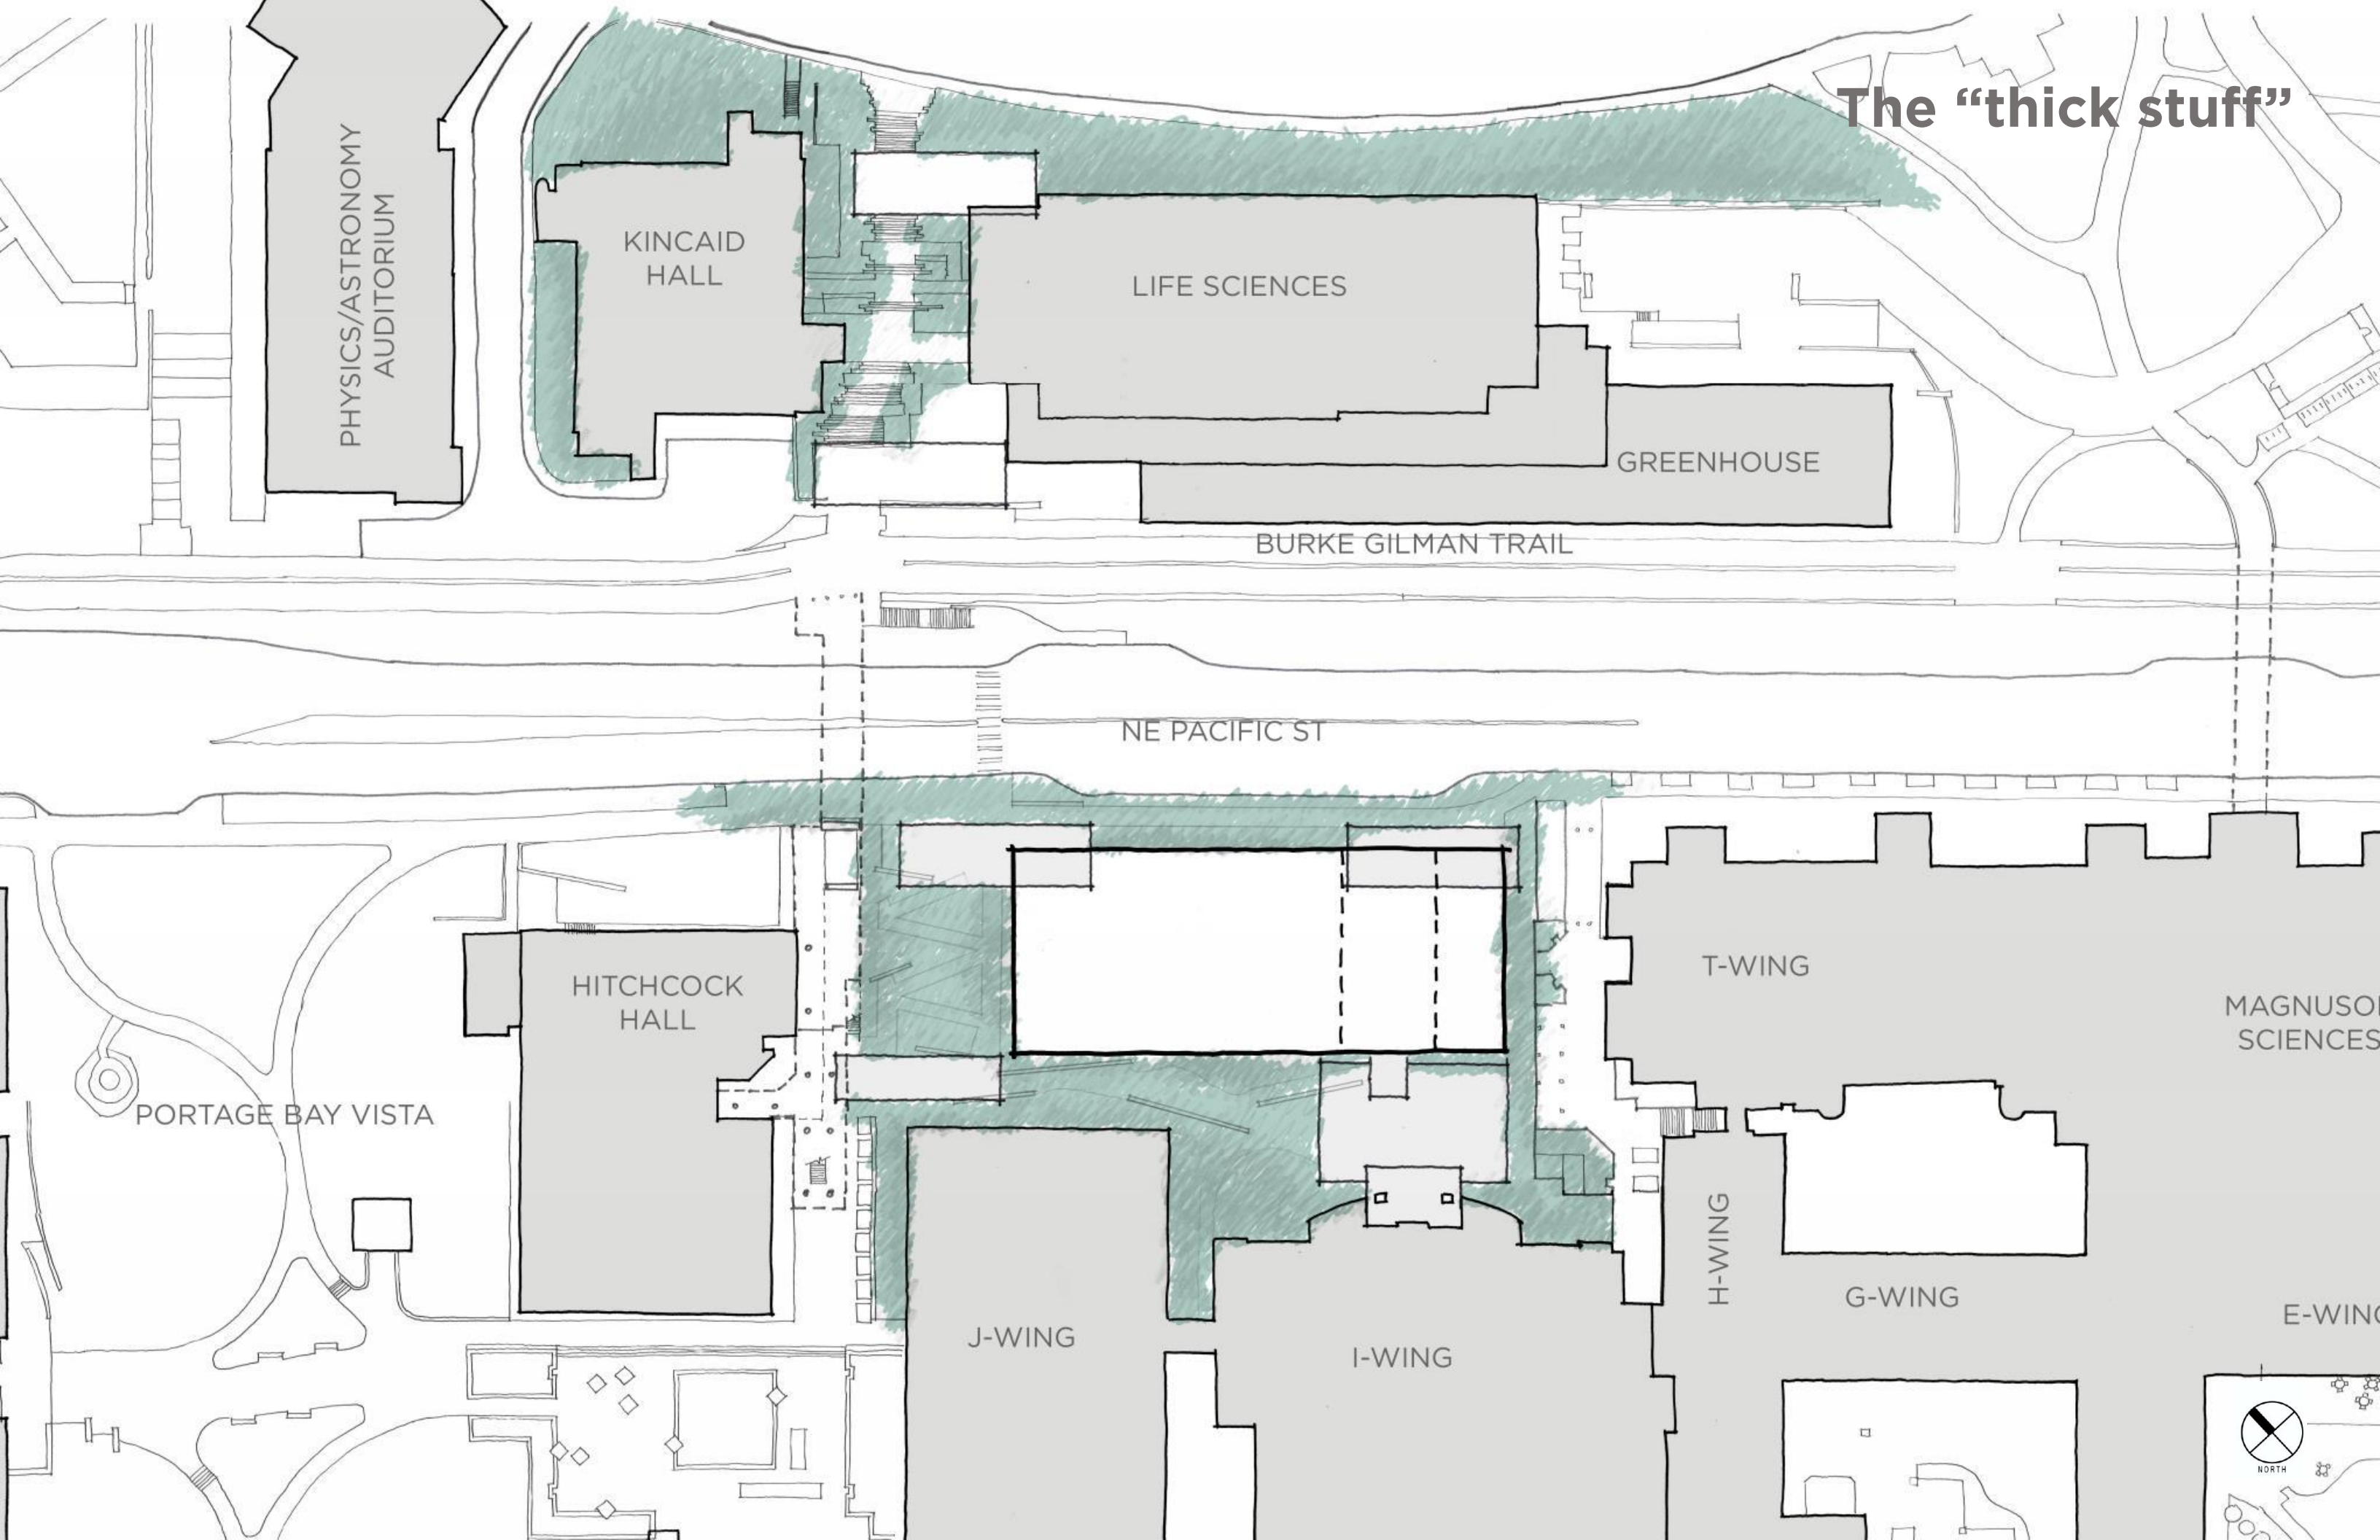 The “thick stuff”
PHYSICS/ASTRONOMY
AUDITORIUM
KINCAID
HALL
LIFE SCIENCES
GREENHOUSE
BURKE GILMAN TRAIL
NE PACIFIC ST
HITCHCOCK
HALL
T-WING
MAGNUSO
SCIENCES
PORTAGE BAY VISTA
H-WING
G-WING
E-WING
J-WING
I-WING
NORTH